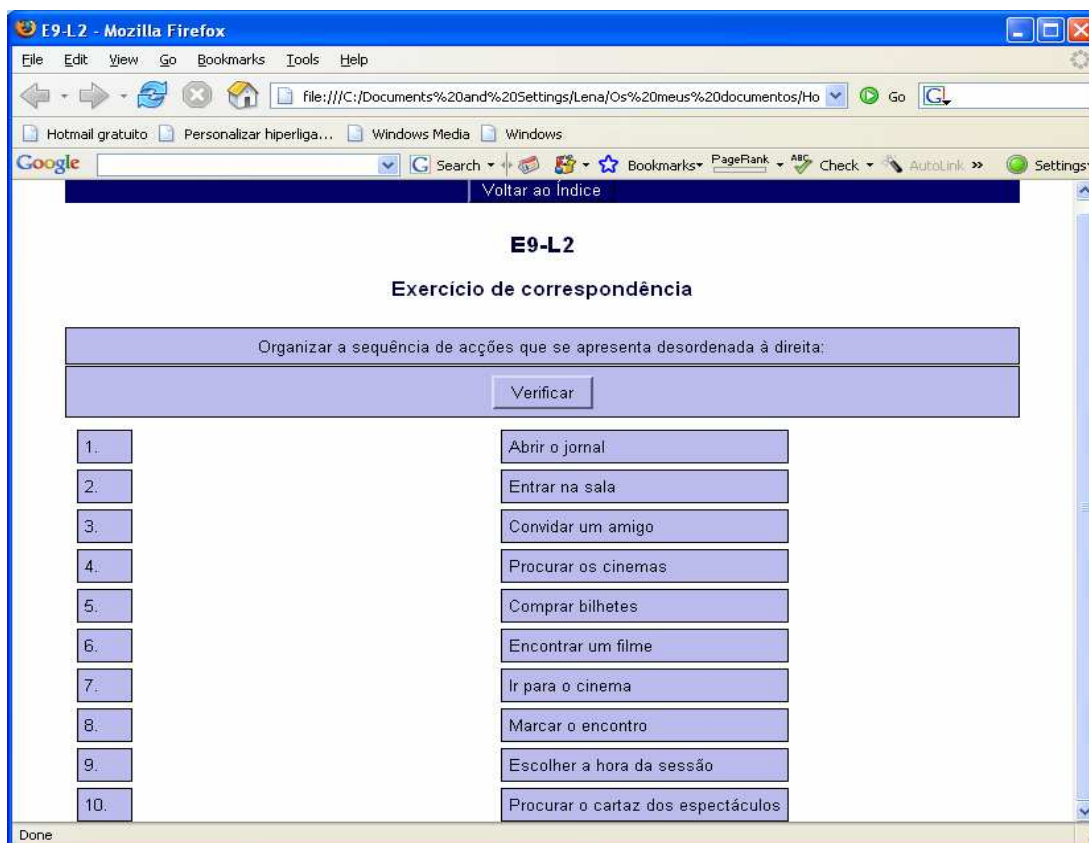 E9-L2 - Mozilla Firefox
File Edit View Go Bookmarks Tools Help
file:///C:/Documents%20and%20Settings/Lena/Os%20meus%20documentos/Ho Go G
Hotmail gratuito Personalizar hiperliga... Windows Media Windows
Google G Search Bookmarks PageRank ABC Check AutoLink » Settings
Voltar ao Índice
E9-L2
Exercício de correspondência
Organizar a sequência de acções que se apresenta desordenada à direita:
Verificar
1. Abrir o jornal
2. Entrar na sala
3. Convidar um amigo
4. Procurar os cinemas
5. Comprar bilhetes
6. Encontrar um filme
7. Ir para o cinema
8. Marcar o encontro
9. Escolher a hora da sessão
10. Procurar o cartaz dos espectáculos
Done